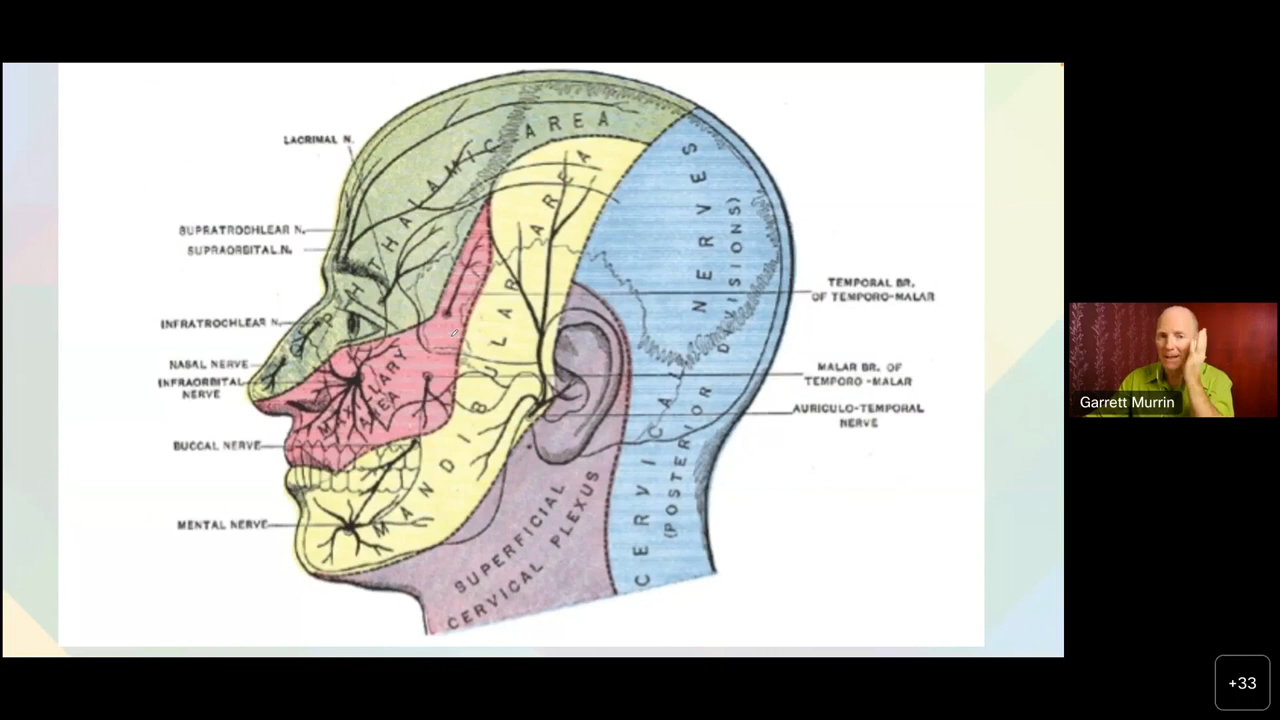 LACRIMAL N.
SUPRATROCHLEAR N.
SUPRAORBITAL N.
INFRATROCHLEAR N.
NASAL NERVE
INFRAORBITAL
NERVE
BUCCAL NERVE
MENTAL NERVE
OPHTHALMIC AREA
MAXILLARY
AREA
MANDIBULAR AREA
SUPERFICIAL
CERVICAL PLEXUS
CERVICAL NERVES
(POSTERIOR DIVISIONS)
TEMPORAL BR.
OF TEMPORO-MALAR
MALAR BR. OF
TEMPORO-MALAR
AURICULO-TEMPORAL
NERVE
Garrett Murrin
+33